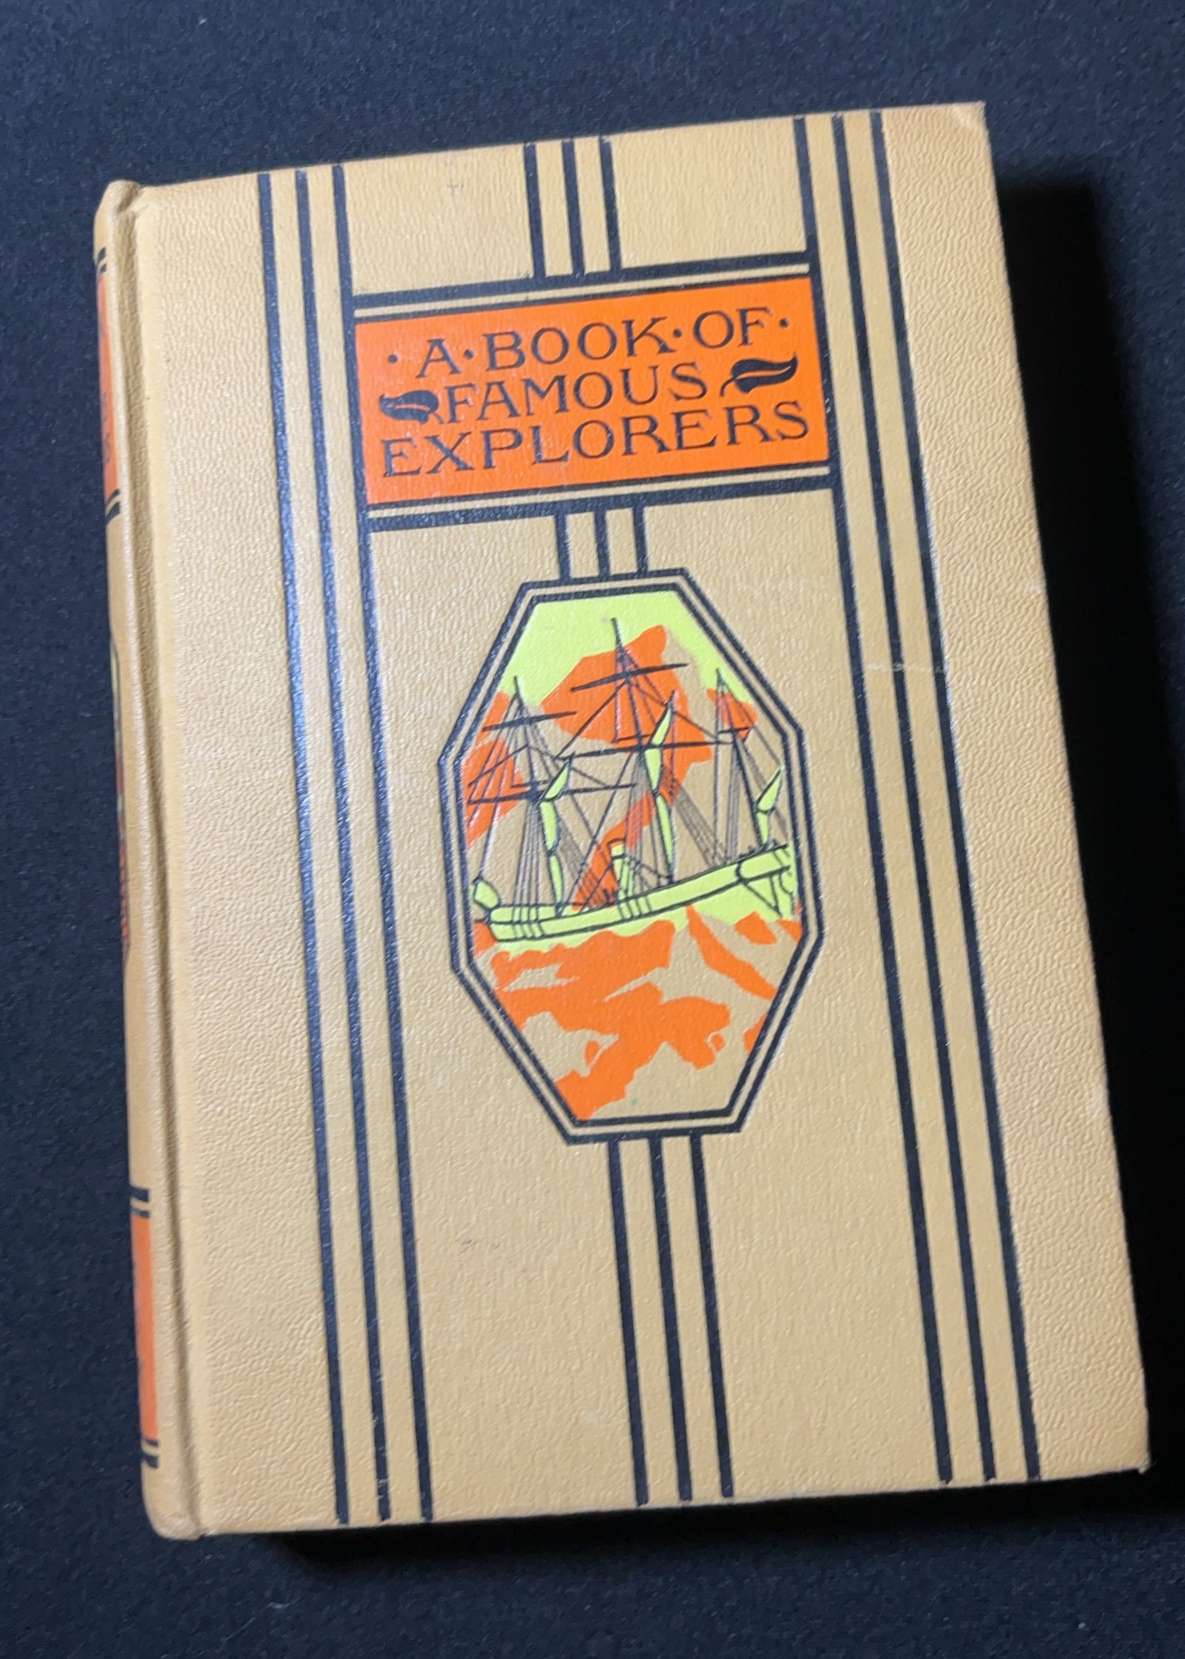 · A · BOOK · OF ·
FAMOUS
EXPLORERS